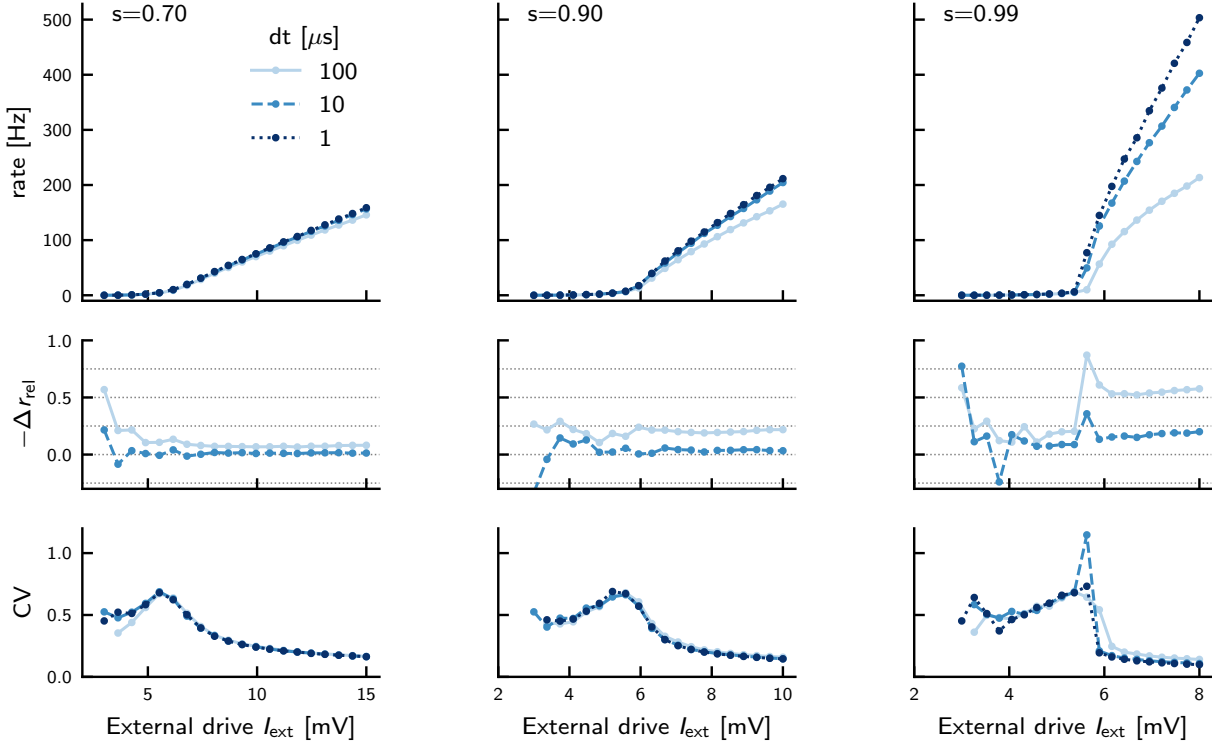 s=0.70
s=0.90
s=0.99
dt [μs]
100
10
1
rate [Hz]
500
400
300
200
100
0
−Δr_rel
1.0
0.5
0.0
CV
1.0
0.5
0.0
5 10 15
2 4 6 8 10
2 4 6 8
External drive I_ext [mV]
External drive I_ext [mV]
External drive I_ext [mV]